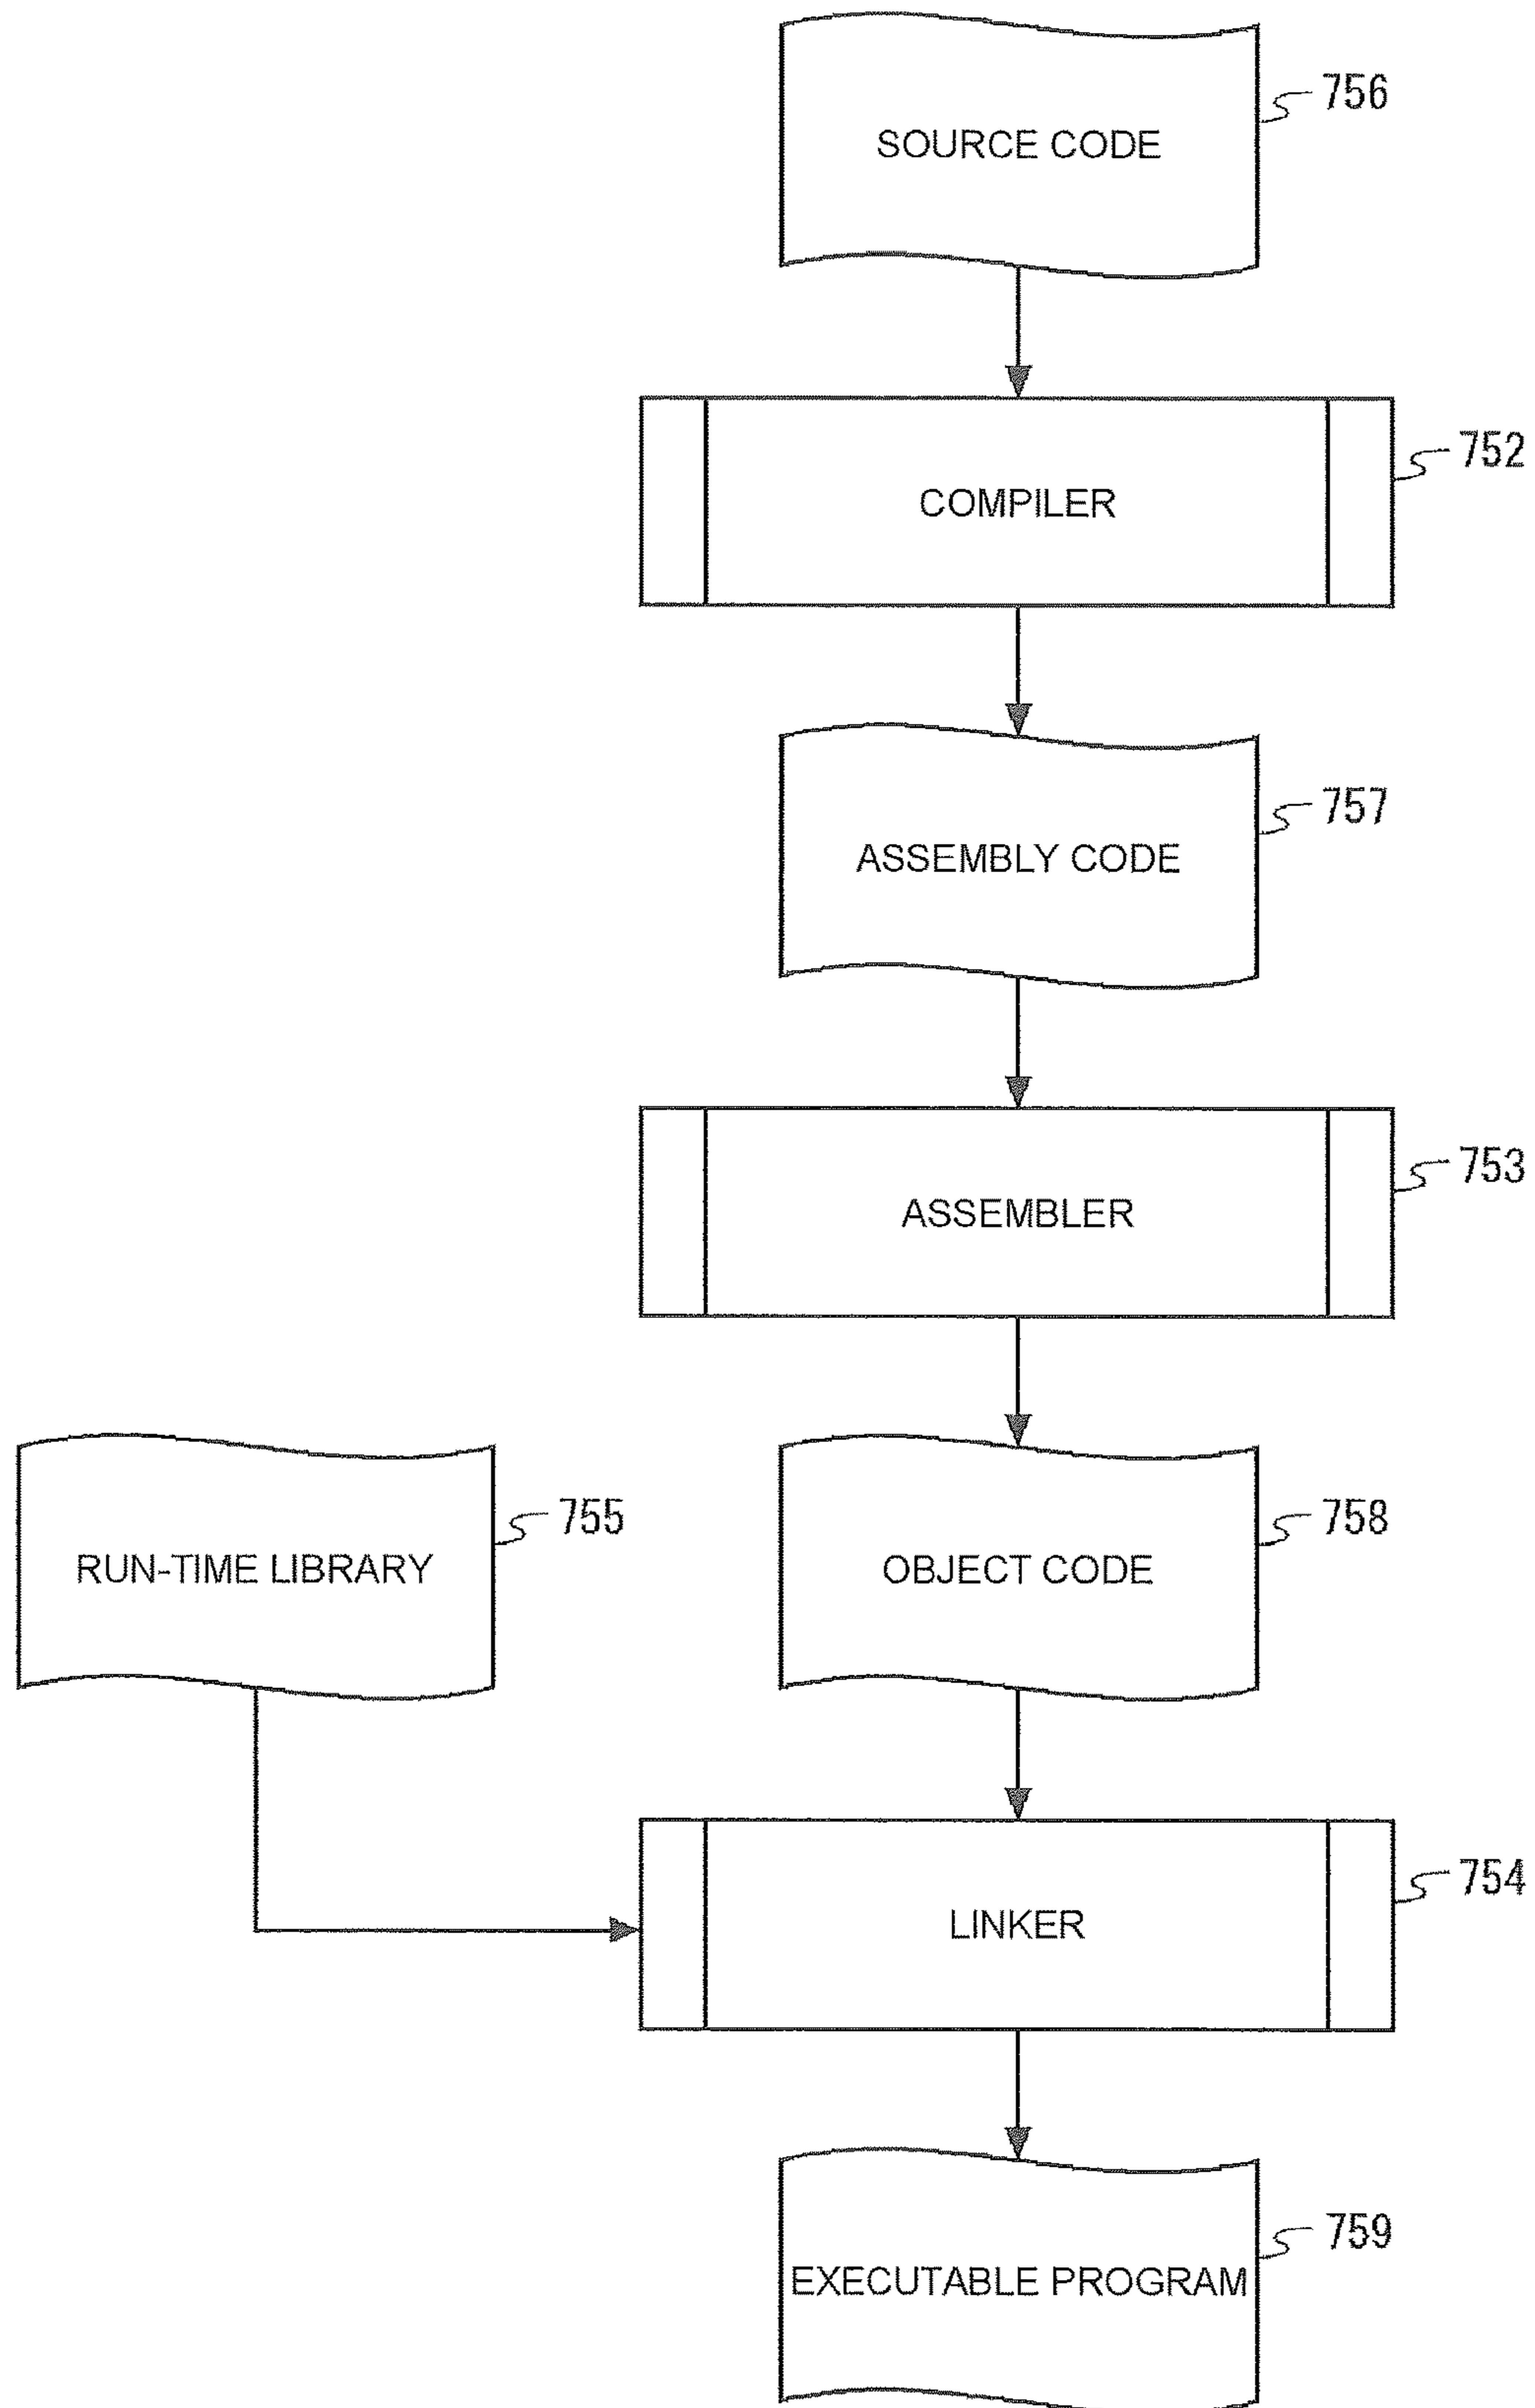 756
SOURCE CODE
752
COMPILER
757
ASSEMBLY CODE
753
ASSEMBLER
755
RUN-TIME LIBRARY
758
OBJECT CODE
754
LINKER
759
EXECUTABLE PROGRAM